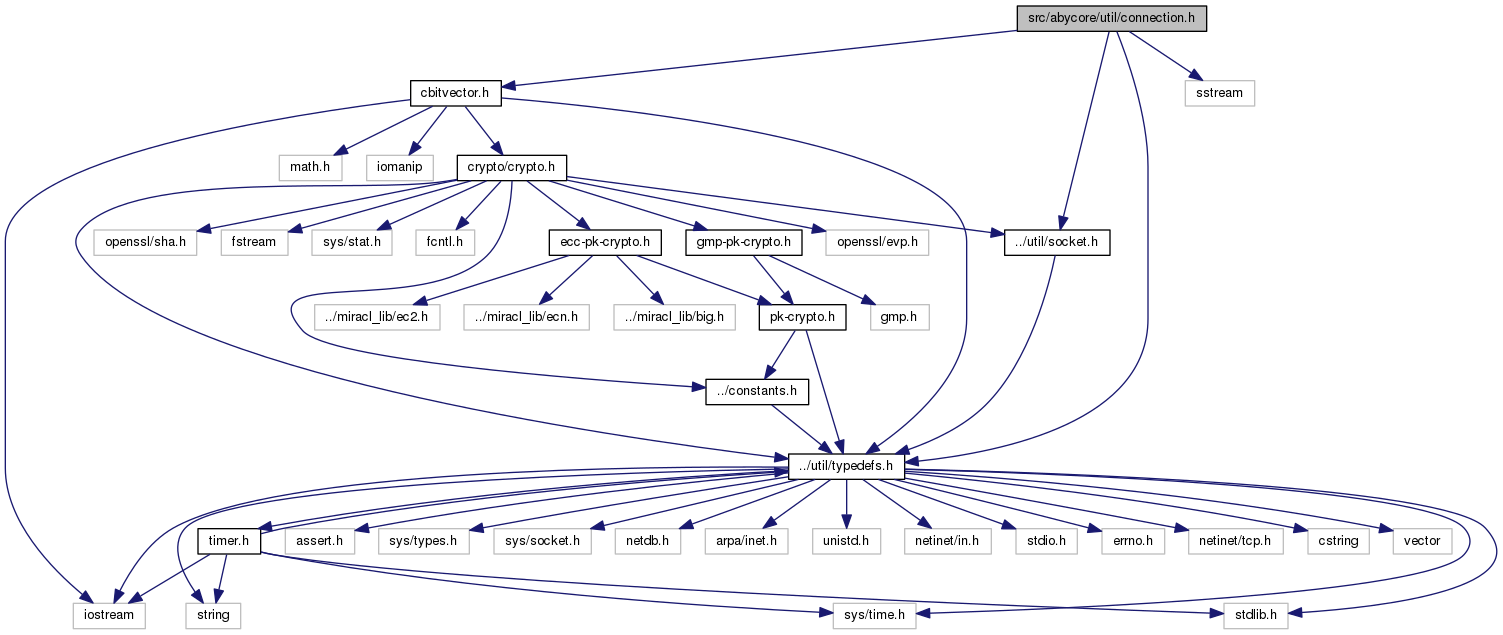 src/abycore/util/connection.h
cbitvector.h
sstream
math.h
iomanip
crypto/crypto.h
openssl/sha.h
fstream
sys/stat.h
fcntl.h
ecc-pk-crypto.h
gmp-pk-crypto.h
openssl/evp.h
../util/socket.h
../miracl_lib/ec2.h
../miracl_lib/ecn.h
../miracl_lib/big.h
pk-crypto.h
gmp.h
../constants.h
../util/typedefs.h
timer.h
assert.h
sys/types.h
sys/socket.h
netdb.h
arpa/inet.h
unistd.h
netinet/in.h
stdio.h
errno.h
netinet/tcp.h
cstring
vector
iostream
string
sys/time.h
stdlib.h